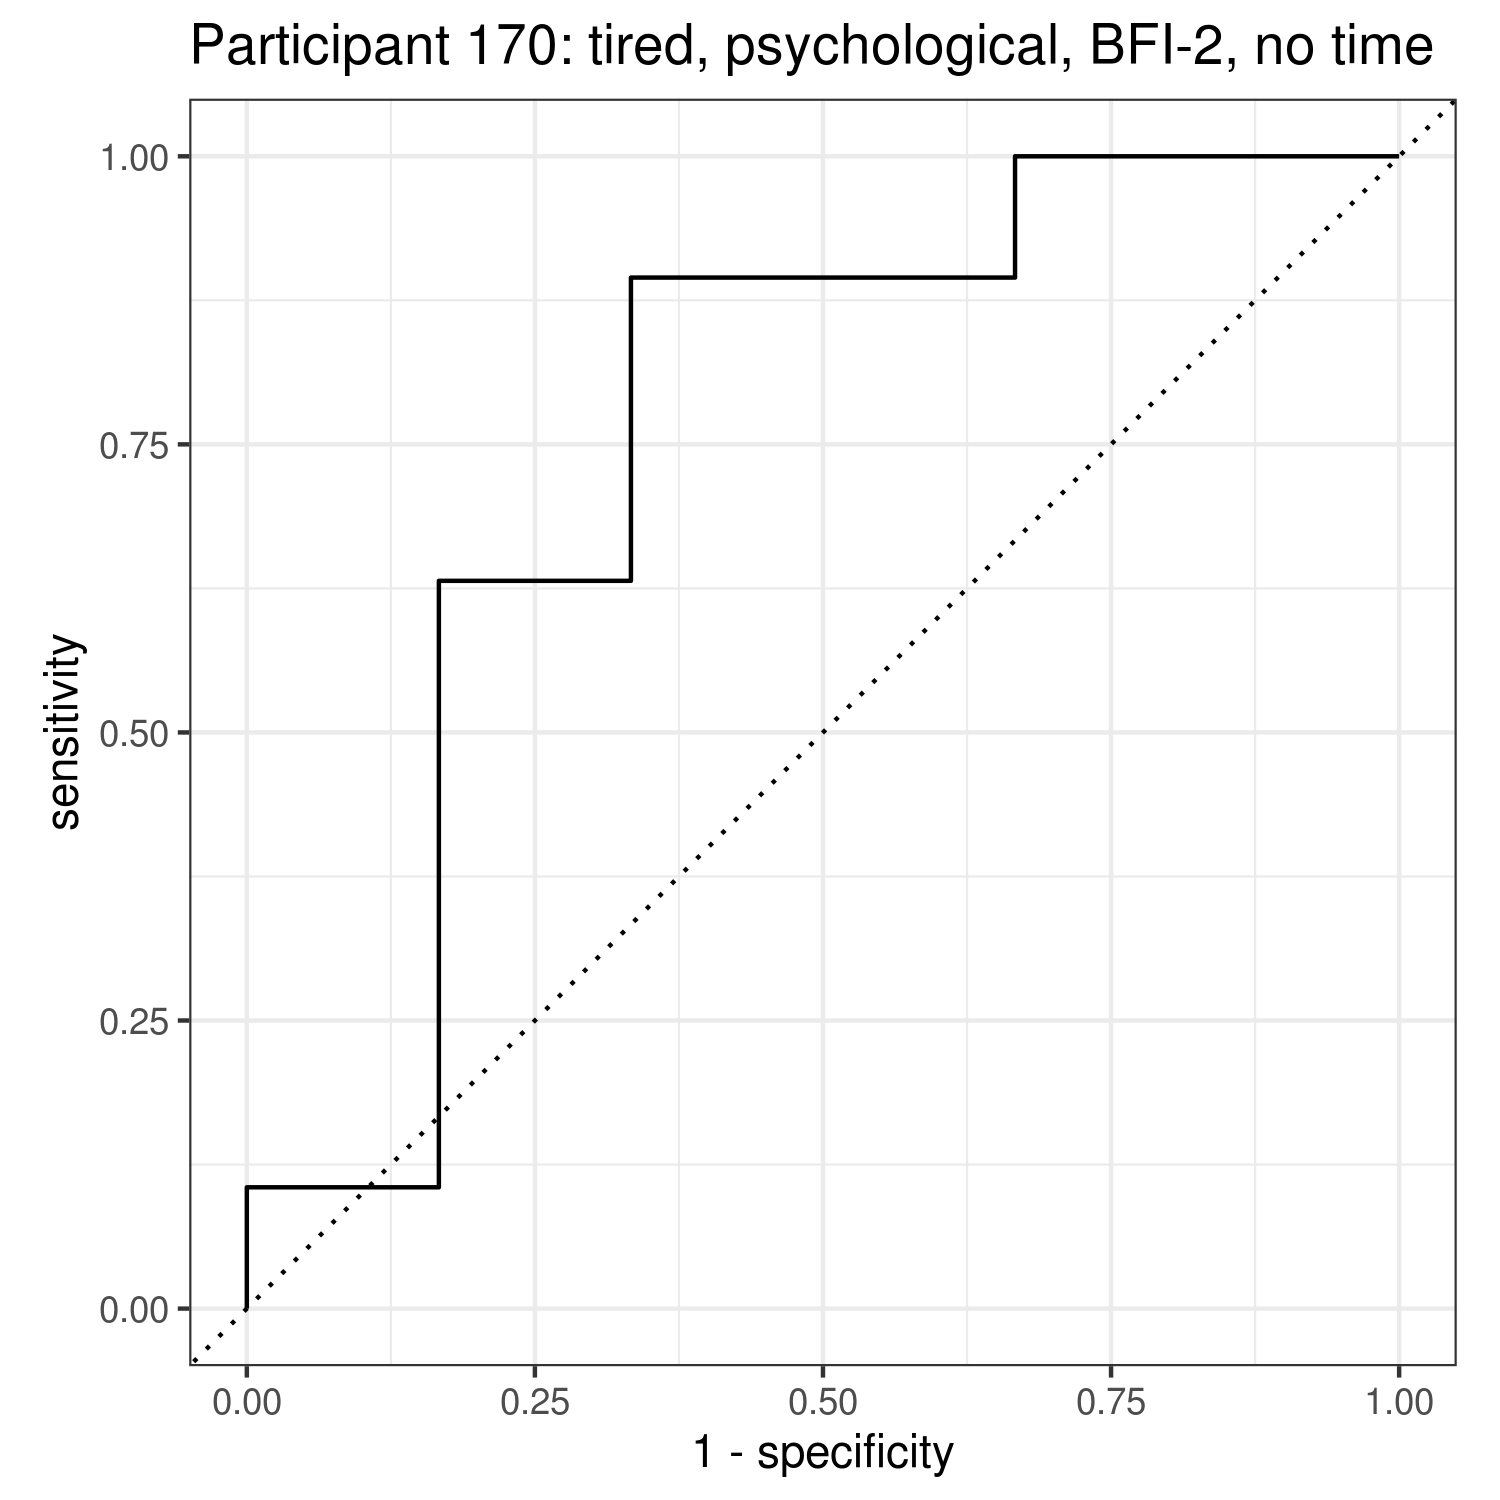 Participant 170: tired, psychological, BFI-2, no time
1.00
0.75
0.50
0.25
0.00
sensitivity
0.00 0.25 0.50 0.75 1.00
1 - specificity